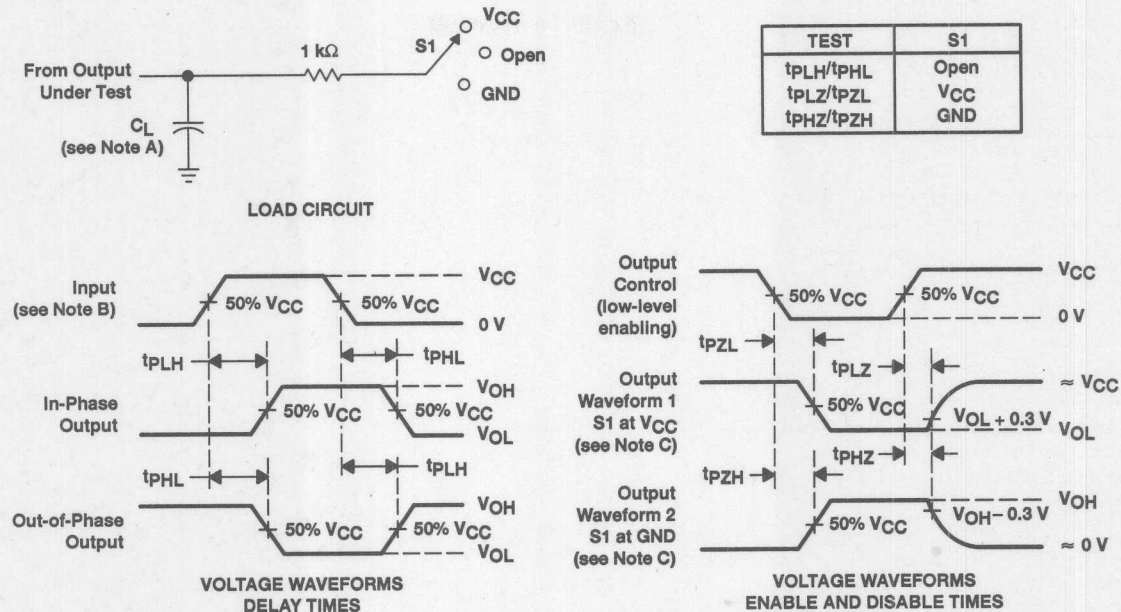 VCC
1 kΩ
S1
Open
From Output
Under Test
GND
CL
(see Note A)
LOAD CIRCUIT
TEST S1
tPLH/tPHL Open
tPLZ/tPZL VCC
tPHZ/tPZH GND
Input
(see Note B)
50% VCC
50% VCC
VCC
0 V
tPLH
tPHL
In-Phase
Output
50% VCC
50% VCC
VOH
VOL
tPHL
tPLH
Out-of-Phase
Output
50% VCC
50% VCC
VOH
VOL
VOLTAGE WAVEFORMS
DELAY TIMES
Output
Control
(low-level
enabling)
50% VCC
50% VCC
VCC
0 V
tPZL
tPLZ
Output
Waveform 1
S1 at VCC
(see Note C)
50% VCC
≈ VCC
VOL + 0.3 V
VOL
tPZH
tPHZ
Output
Waveform 2
S1 at GND
(see Note C)
50% VCC
VOH
VOH – 0.3 V
≈ 0 V
VOLTAGE WAVEFORMS
ENABLE AND DISABLE TIMES